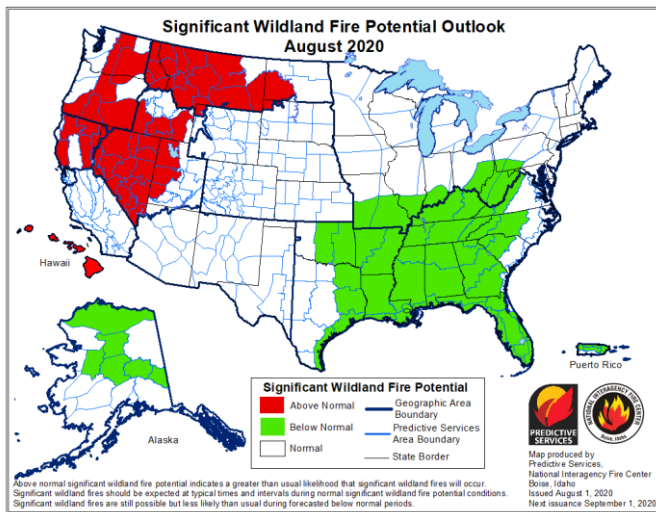 Significant Wildland Fire Potential Outlook
August 2020
Hawaii
Alaska
Puerto Rico
Significant Wildland Fire Potential
Above Normal
Below Normal
Normal
Geographic Area
Boundary
Predictive Services
Area Boundary
State Border
PREDICTIVE
SERVICES
NATIONAL INTERAGENCY FIRE CENTER
Boise, Idaho
Map produced by
Predictive Services,
National Interagency Fire Center
Boise, Idaho
Issued August 1, 2020
Next issuance September 1, 2020
Above normal significant wildland fire potential indicates a greater than usual likelihood that significant wildland fires will occur.
Significant wildland fires should be expected at typical times and intervals during normal significant wildland fire potential conditions.
Significant wildland fires are still possible but less likely than usual during forecasted below normal periods.